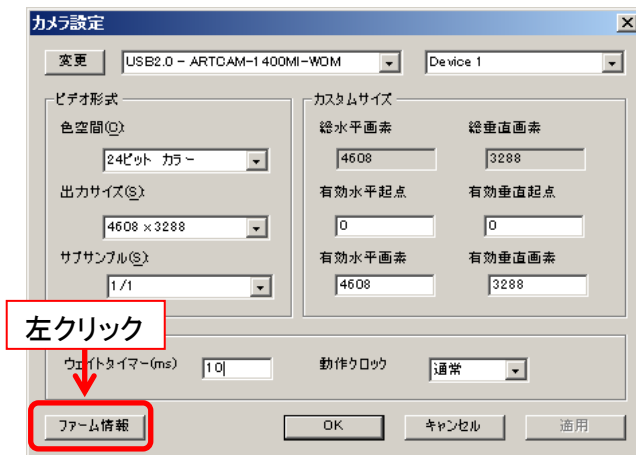 カメラ設定
変更 USB2.0 - ARTCAM-1400MI-WOM Device 1
ビデオ形式 カスタムサイズ
色空間(C): 総水平画素 総垂直画素
24ビット カラー 4608 3288
出力サイズ(S): 有効水平起点 有効垂直起点
4608 x 3288 0 0
サブサンプル(S): 有効水平画素 有効垂直画素
1/1 4608 3288
左クリック
ウェイトタイマー(ms) 10 動作クロック 通常
ファーム情報 OK キャンセル 適用